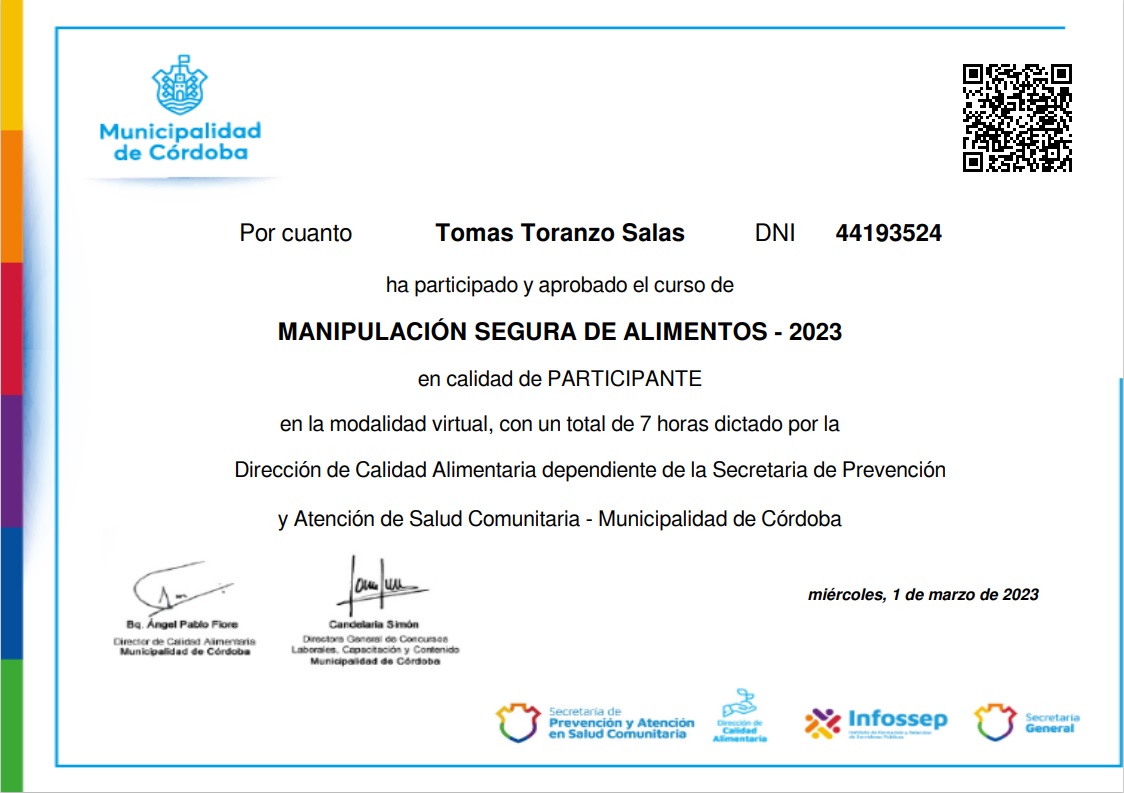 Municipalidad
de Córdoba
Por cuanto Tomas Toranzo Salas DNI 44193524
ha participado y aprobado el curso de
MANIPULACIÓN SEGURA DE ALIMENTOS - 2023
en calidad de PARTICIPANTE
en la modalidad virtual, con un total de 7 horas dictado por la
Dirección de Calidad Alimentaria dependiente de la Secretaria de Prevención
y Atención de Salud Comunitaria - Municipalidad de Córdoba
miércoles, 1 de marzo de 2023
Bq. Ángel Pablo Fiore
Director de Calidad Alimentaria
Municipalidad de Córdoba
Candelaria Simón
Directora General de Concursos
Laborales, Capacitación y Contenido
Municipalidad de Córdoba
Secretaría de
Prevención y Atención
en Salud Comunitaria
Dirección de
Calidad
Alimentaria
Infossep
Secretaría
General